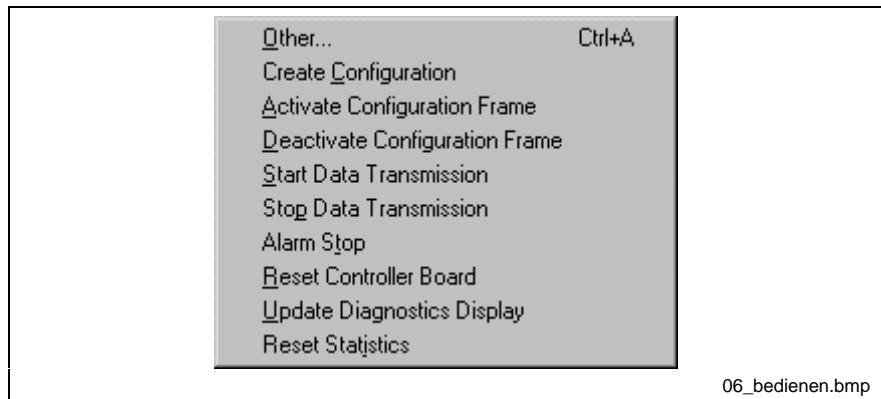 Other... Ctrl+A
Create Configuration
Activate Configuration Frame
Deactivate Configuration Frame
Start Data Transmission
Stop Data Transmission
Alarm Stop
Reset Controller Board
Update Diagnostics Display
Reset Statistics
06_bedienen.bmp